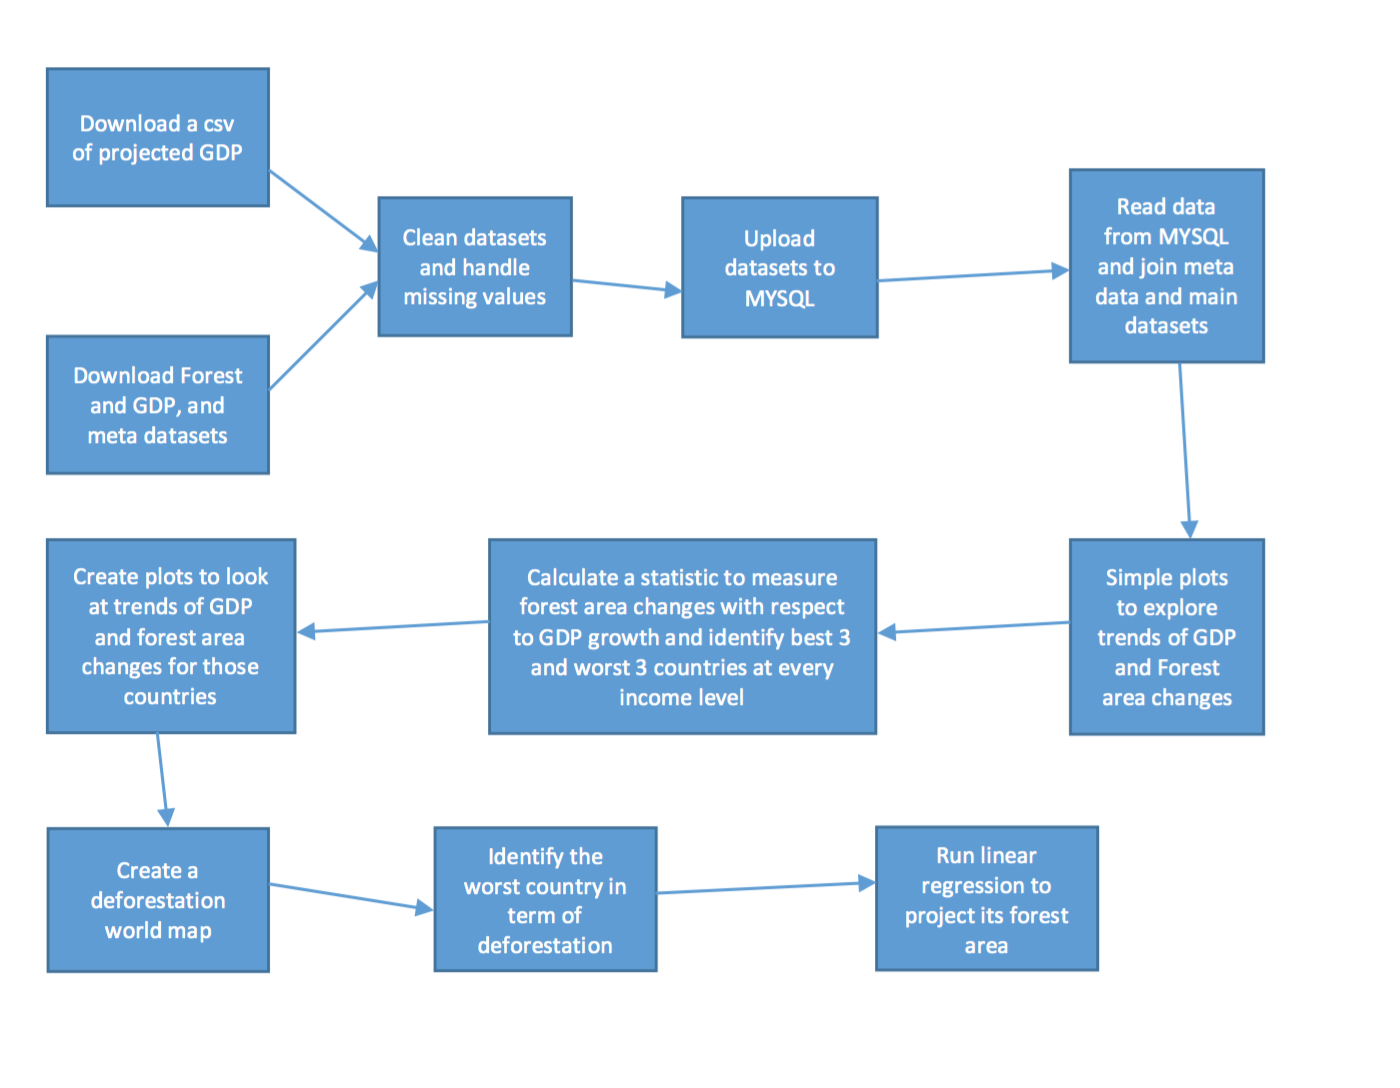 Download a csv
of projected GDP
Download Forest
and GDP, and
meta datasets
Clean datasets
and handle
missing values
Upload
datasets to
MYSQL
Read data
from MYSQL
and join meta
data and main
datasets
Simple plots
to explore
trends of GDP
and Forest
area changes
Calculate a statistic to measure
forest area changes with respect
to GDP growth and identify best 3
and worst 3 countries at every
income level
Create plots to look
at trends of GDP
and forest area
changes for those
countries
Create a
deforestation
world map
Identify the
worst country in
term of
deforestation
Run linear
regression to
project its forest
area